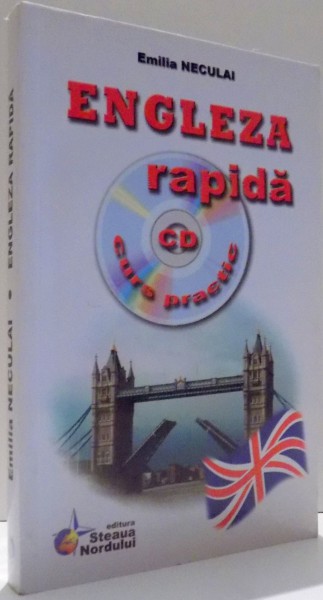 Emilia NECULAI
ENGLEZA
rapidă
CD
Curs practic
editura
Steaua
Nordului
Emilia NECULAI • ENGLEZA RAPIDĂ